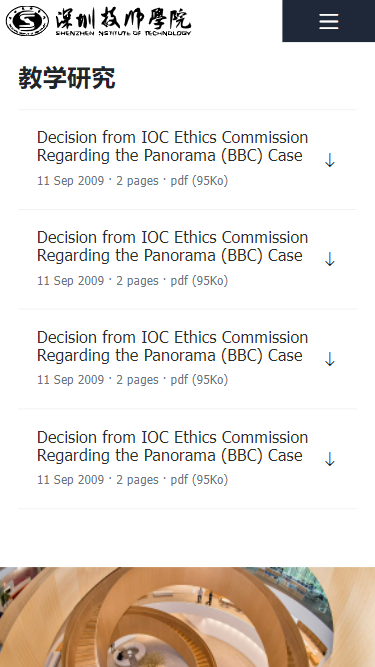 深圳技师學院
SHENZHEN INSTITUTE OF TECHNOLOGY
教学研究
Decision from IOC Ethics Commission
Regarding the Panorama (BBC) Case
11 Sep 2009 · 2 pages · pdf (95Ko)
Decision from IOC Ethics Commission
Regarding the Panorama (BBC) Case
11 Sep 2009 · 2 pages · pdf (95Ko)
Decision from IOC Ethics Commission
Regarding the Panorama (BBC) Case
11 Sep 2009 · 2 pages · pdf (95Ko)
Decision from IOC Ethics Commission
Regarding the Panorama (BBC) Case
11 Sep 2009 · 2 pages · pdf (95Ko)